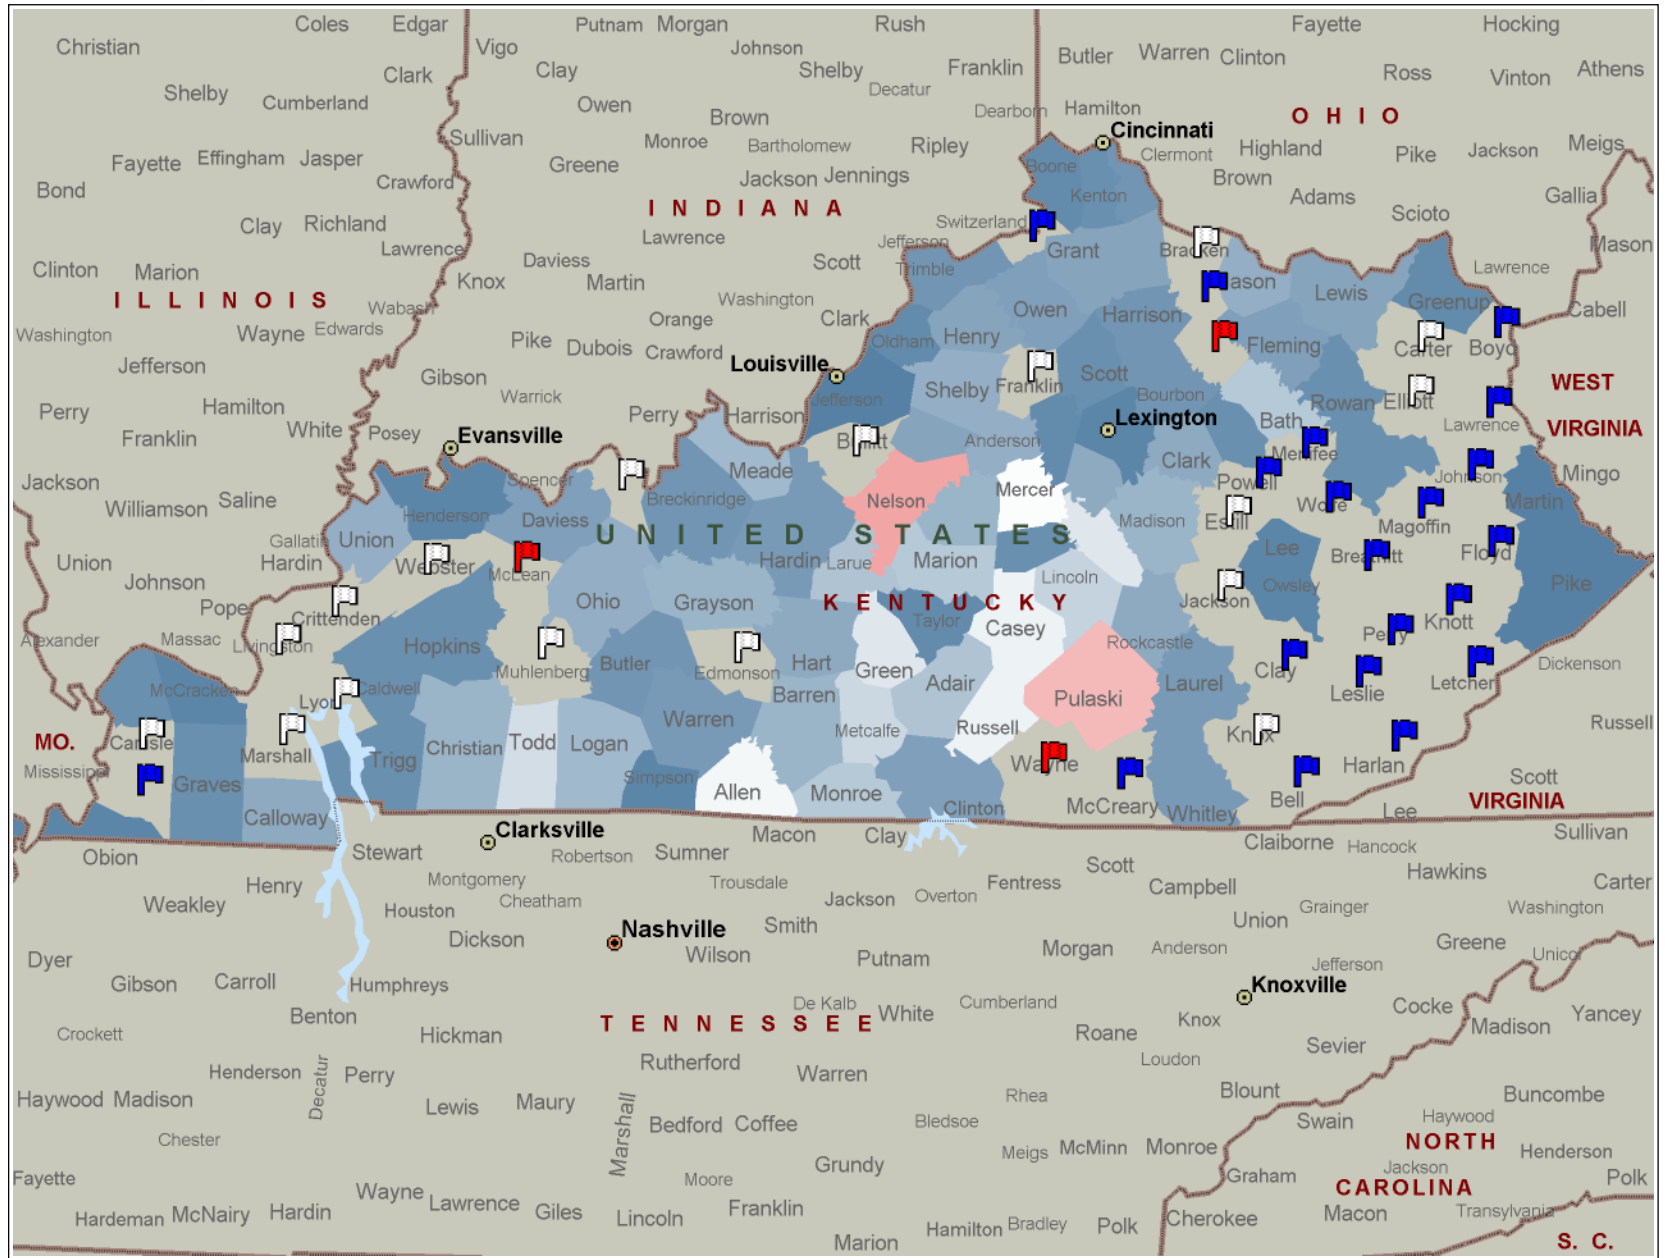 Coles Edgar Putnam Morgan Rush Fayette Hocking
Christian Vigo Johnson Franklin Butler Warren Clinton
Clark Clay Shelby Decatur Ross Vinton Athens
Shelby Cumberland Owen Brown Dearborn Hamilton OHIO
Sullivan Monroe Bartholomew Ripley Cincinnati Clermont Highland Pike Jackson Meigs
Fayette Effingham Jasper Greene Boone Brown
Bond Crawford Jackson Jennings Kenton Adams Gallia
Clay Richland INDIANA Switzerland Scioto
Lawrence Lawrence Jefferson Grant Bracken Mason
Clinton Marion Daviess Scott Trimble Lawrence
ILLINOIS Knox Martin Washington Owen Harrison ason Lewis Greenup Cabell
Wabash Orange Clark
Washington Wayne Edwards Pike Dubois Crawford Oldham Henry Fleming Carter Boyd
Jefferson Gibson Louisville Shelby Franklin Scott WEST
Perry Hamilton Warrick Perry Harrison Jefferson Bourbon Rowan Elliott
Franklin White Posey Evansville Bullitt Anderson Lexington Bath Lawrence VIRGINIA
Jackson Saline Spencer Meade Nelson Mercer Clark Menifee Johnson Mingo
Williamson Henderson Daviess Breckinridge Powell Wolfe Martin
Gallatin Union UNITED STATES Madison Estill Magoffin
Union Hardin Webster McLean Hardin Larue Marion Lee Breathitt Floyd
Johnson Lincoln Owsley Pike
Pope Crittenden Ohio Grayson KENTUCKY Jackson
Alexander Massac Livingston Hopkins Taylor Casey Rockcastle Perry Knott
Muhlenberg Butler Edmonson Hart Green Clay Dickenson
McCracken Lyon Caldwell Barren Adair Pulaski Laurel Leslie Letcher
Warren Metcalfe Russell Knox Russell
MO. Carlisle Marshall Christian Todd Logan
Mississippi Graves Trigg Simpson Allen Monroe Wayne Harlan Scott
Calloway Clinton McCreary Whitley Bell Lee VIRGINIA
Clarksville Macon Clay Claiborne Hancock Sullivan
Obion Stewart Robertson Sumner Scott
Henry Montgomery Trousdale Fentress Campbell Hawkins Carter
Weakley Houston Cheatham Jackson Overton Union Grainger Washington
Dickson Nashville Smith Morgan Anderson Greene Unicoi
Dyer Wilson Putnam Jefferson
Gibson Carroll Humphreys Knoxville
Benton De Kalb White Cumberland Knox Cocke Madison Yancey
Crockett Hickman TENNESSEE Roane Sevier
Henderson Decatur Perry Rutherford Warren Loudon
Haywood Madison Lewis Maury Marshall Rhea Blount Buncombe
Chester Bedford Coffee Bledsoe Swain Haywood
Meigs McMinn Monroe NORTH Henderson
Fayette Moore Grundy Graham Jackson Polk
Wayne Lawrence Franklin CAROLINA
Hardeman McNairy Hardin Giles Lincoln Hamilton Bradley Polk Cherokee Macon Transylvania
Marion S. C.